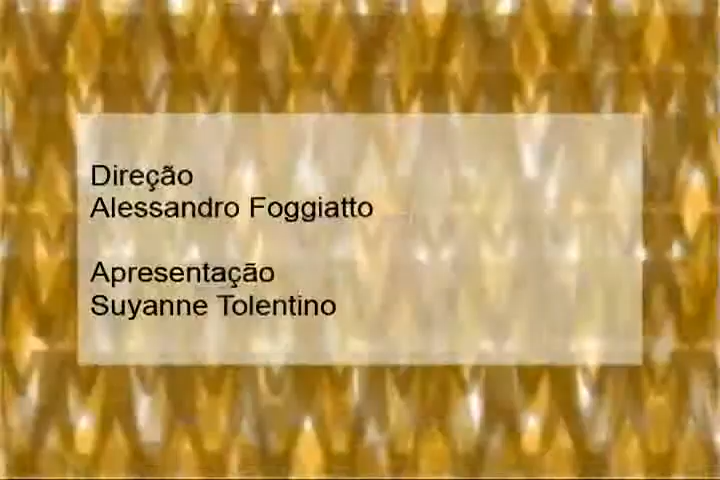 Direção
Alessandro Foggiatto
Apresentação
Suyanne Tolentino